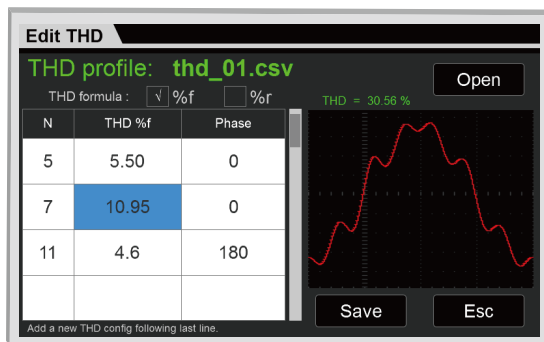 Edit THD
THD profile: thd_01.csv
Open
THD formula : √ %f %r
THD = 30.56 %
N THD %f Phase
5 5.50 0
7 10.95 0
11 4.6 180
Save Esc
Add a new THD config following last line.